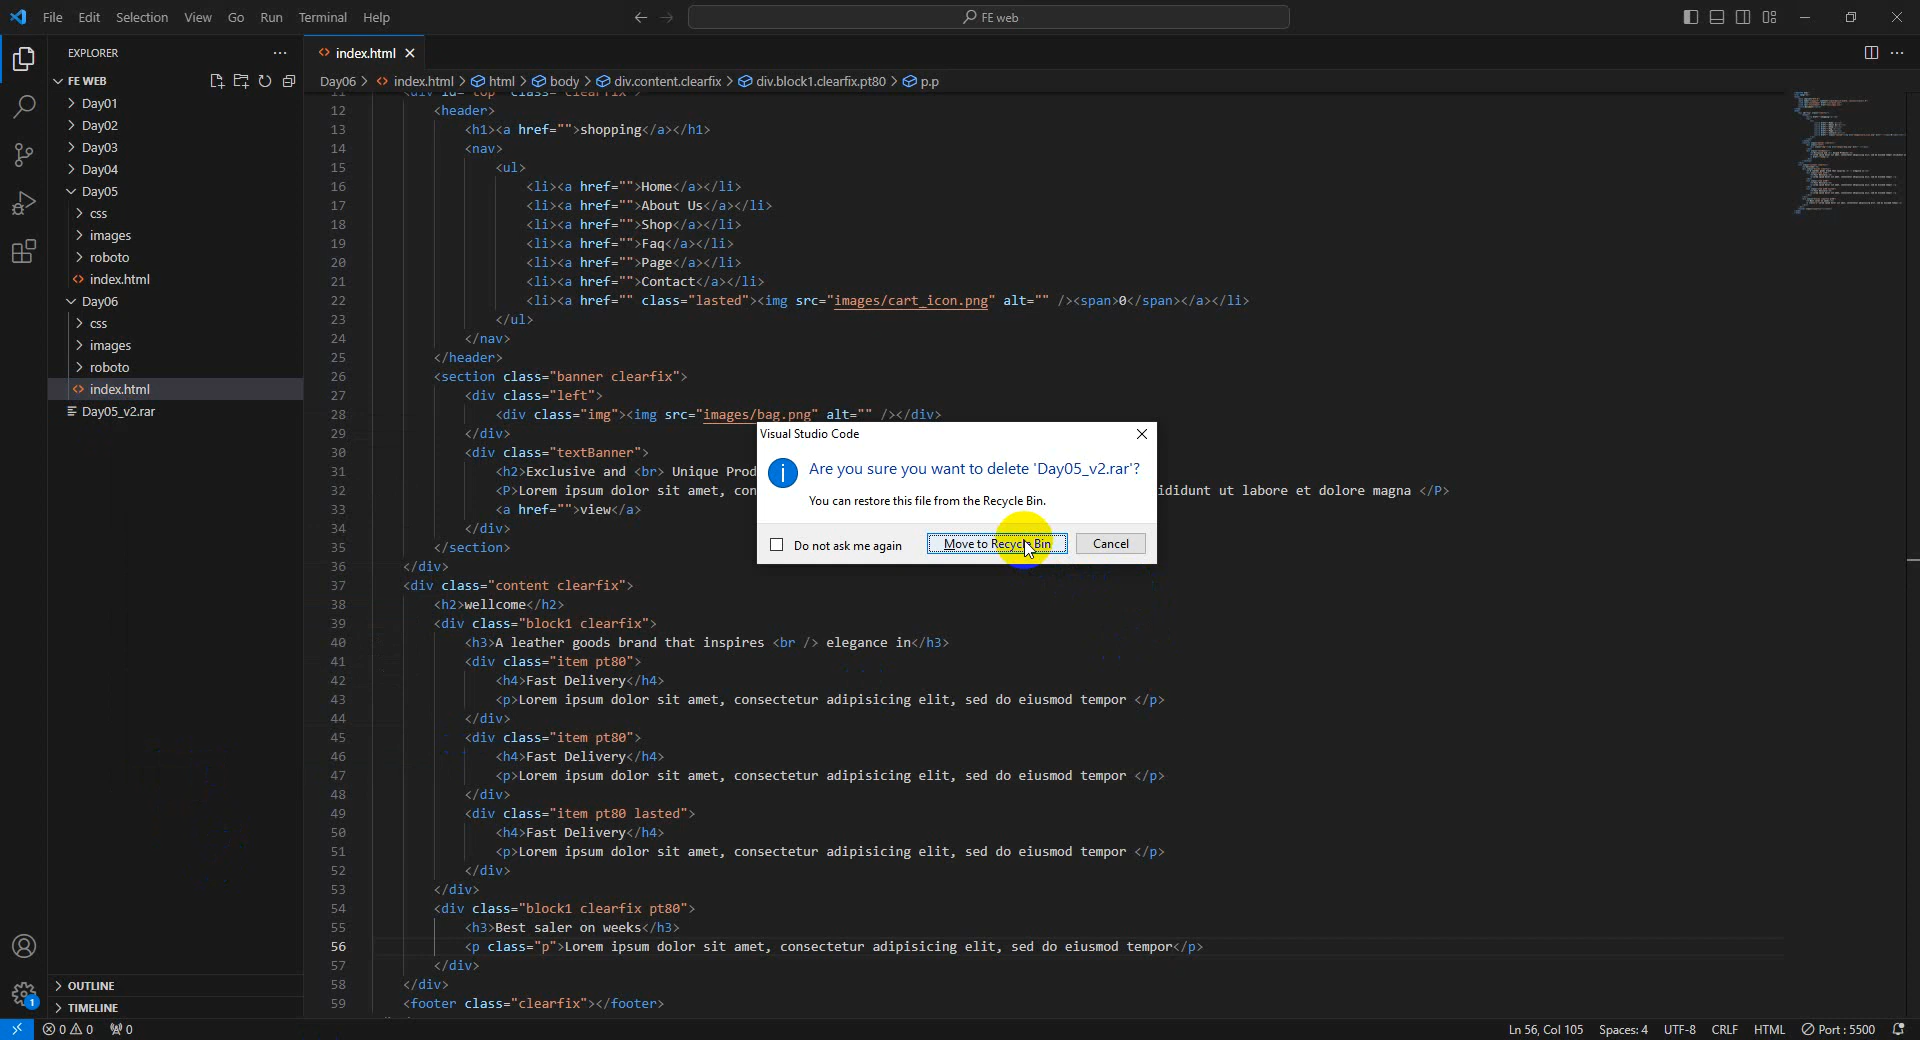 File Edit Selection View Go Run Terminal Help
FE web
EXPLORER
FE WEB
Day01
Day02
Day03
Day04
Day05
css
images
roboto
index.html
Day06
css
images
roboto
index.html
Day05_v2.rar
OUTLINE
TIMELINE
index.html
Day06 > index.html > html > body > div.content.clearfix > div.block1.clearfix.pt80 > p.p
12 <header>
13 <h1><a href="">shopping</a></h1>
14 <nav>
15 <ul>
16 <li><a href="">Home</a></li>
17 <li><a href="">About Us</a></li>
18 <li><a href="">Shop</a></li>
19 <li><a href="">Faq</a></li>
20 <li><a href="">Page</a></li>
21 <li><a href="">Contact</a></li>
22 <li><a href="" class="lasted"><img src="images/cart_icon.png" alt="" /><span>0</span></a></li>
23 </ul>
24 </nav>
25 </header>
26 <section class="banner clearfix">
27 <div class="left">
28 <div class="img"><img src="images/bag.png" alt="" /></div>
29 </div>
30 <div class="textBanner">
31 <h2>Exclusive and <br> Unique Prod
32 <P>Lorem ipsum dolor sit amet, con ididunt ut labore et dolore magna </P>
33 <a href="">view</a>
34 </div>
35 </section>
36 </div>
37 <div class="content clearfix">
38 <h2>wellcome</h2>
39 <div class="block1 clearfix">
40 <h3>A leather goods brand that inspires <br /> elegance in</h3>
41 <div class="item pt80">
42 <h4>Fast Delivery</h4>
43 <p>Lorem ipsum dolor sit amet, consectetur adipisicing elit, sed do eiusmod tempor </p>
44 </div>
45 <div class="item pt80">
46 <h4>Fast Delivery</h4>
47 <p>Lorem ipsum dolor sit amet, consectetur adipisicing elit, sed do eiusmod tempor </p>
48 </div>
49 <div class="item pt80 lasted">
50 <h4>Fast Delivery</h4>
51 <p>Lorem ipsum dolor sit amet, consectetur adipisicing elit, sed do eiusmod tempor </p>
52 </div>
53 </div>
54 <div class="block1 clearfix pt80">
55 <h3>Best saler on weeks</h3>
56 <p class="p">Lorem ipsum dolor sit amet, consectetur adipisicing elit, sed do eiusmod tempor</p>
57 </div>
58 </div>
59 <footer class="clearfix"></footer>
Visual Studio Code
Are you sure you want to delete 'Day05_v2.rar'?
You can restore this file from the Recycle Bin.
Do not ask me again
Move to Recycle Bin
Cancel
1
0 0 0
Ln 56, Col 105 Spaces: 4 UTF-8 CRLF HTML Port : 5500